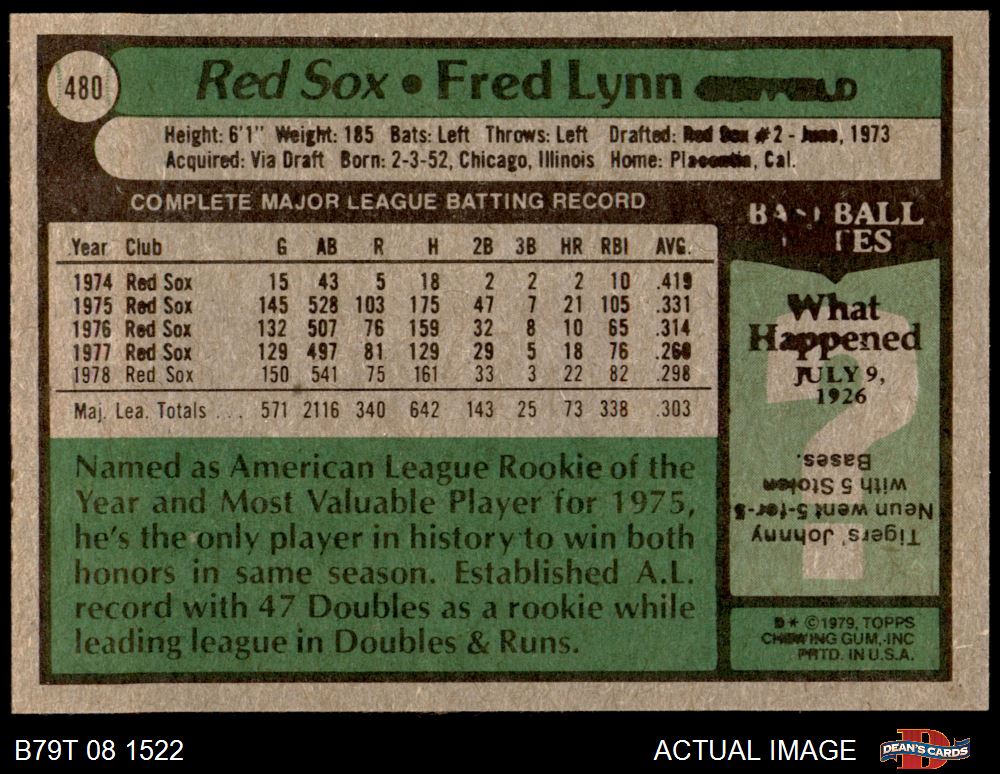 480
Red Sox • Fred Lynn
Height: 6'1" Weight: 185 Bats: Left Throws: Left Drafted: Red Sox #2 - June, 1973
Acquired: Via Draft Born: 2-3-52, Chicago, Illinois Home: Placentia, Cal.
COMPLETE MAJOR LEAGUE BATTING RECORD
Year Club G AB R H 2B 3B HR RBI AVG.
1974 Red Sox 15 43 5 18 2 2 2 10 .419
1975 Red Sox 145 528 103 175 47 7 21 105 .331
1976 Red Sox 132 507 76 159 32 8 10 65 .314
1977 Red Sox 129 497 81 129 29 5 18 76 .260
1978 Red Sox 150 541 75 161 33 3 22 82 .298
Maj. Lea. Totals ... 571 2116 340 642 143 25 73 338 .303
Named as American League Rookie of the
Year and Most Valuable Player for 1975,
he's the only player in history to win both
honors in same season. Established A.L.
record with 47 Doubles as a rookie while
leading league in Doubles & Runs.
BALL
What
Happened
JULY 9,
1926
?
Tigers' Johnny
Neun went 5-for-5
with 5 Stolen
Bases.
D * ©1979, TOPPS
CHEWING GUM, INC
PRTD. IN U.S.A.
B79T 08 1522
ACTUAL IMAGE
DEAN'S CARDS